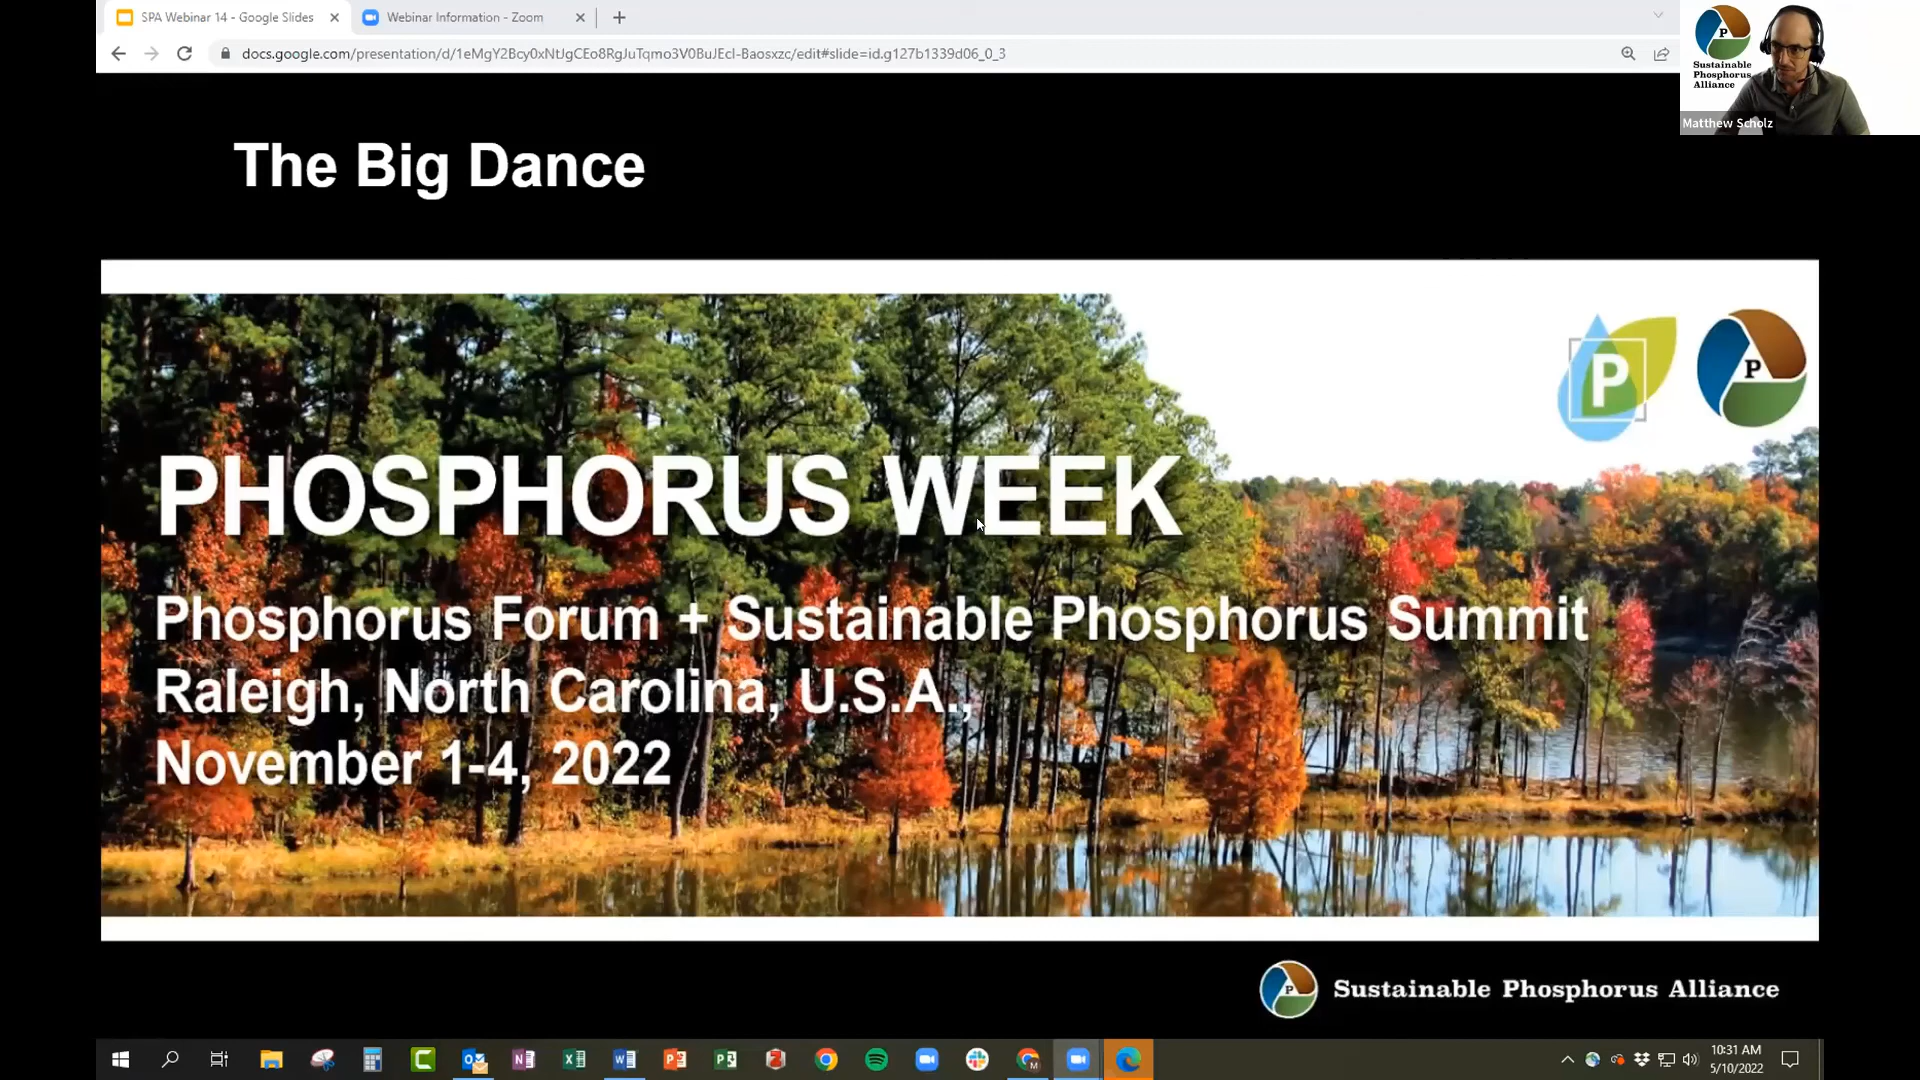 SPA Webinar 14 - Google Slides
Webinar Information - Zoom
docs.google.com/presentation/d/1eMgY2Bcy0xNtJgCEo8RgJuTqmo3V0BuJEcI-Baosxzc/edit#slide=id.g127b1339d06_0_3
P
Sustainable
Phosphorus
Alliance
Matthew Scholz
The Big Dance
P
P
PHOSPHORUS WEEK
Phosphorus Forum + Sustainable Phosphorus Summit
Raleigh, North Carolina, U.S.A.,
November 1-4, 2022
P
Sustainable Phosphorus Alliance
10:31 AM
5/10/2022